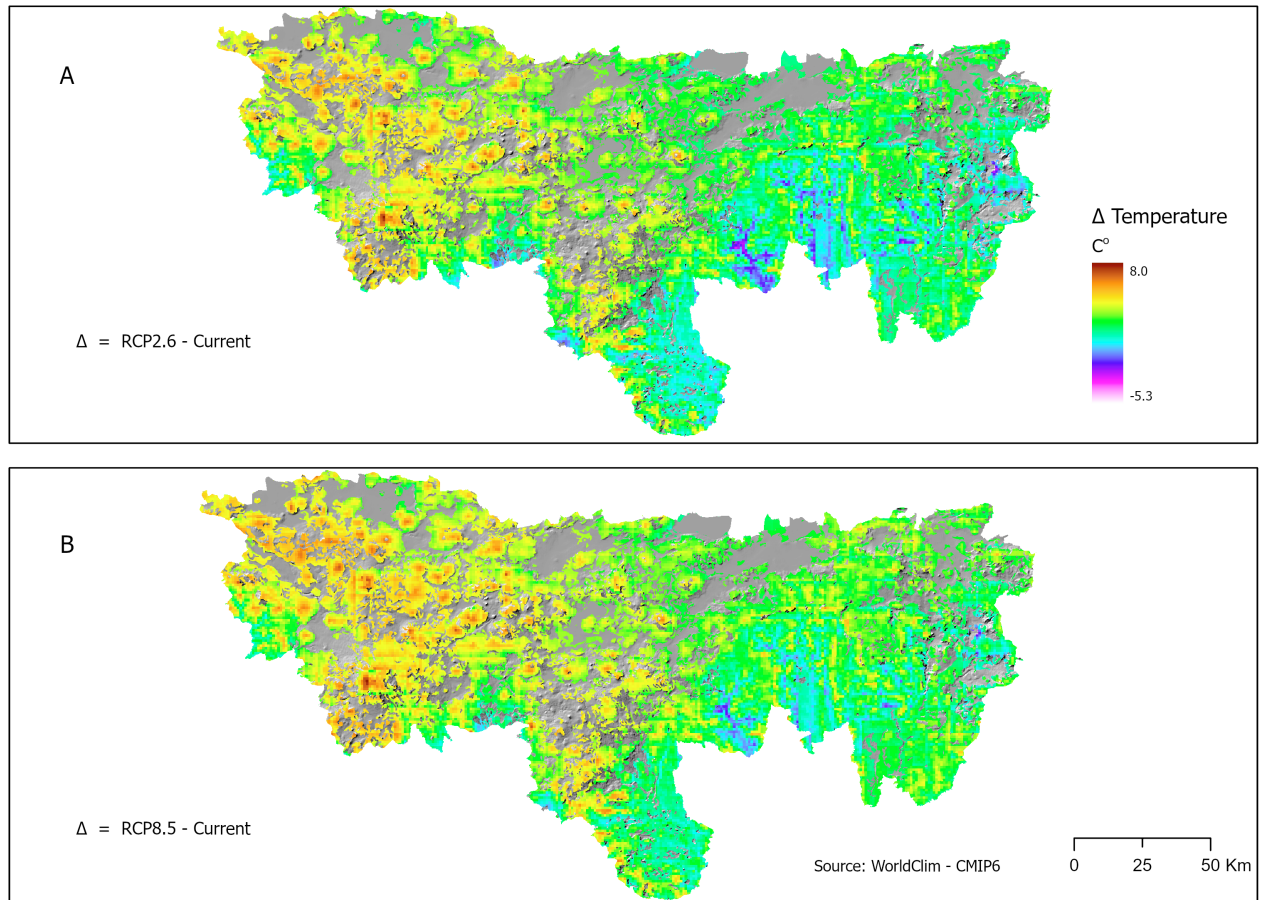 A
Δ Temperature
C°
8.0
-5.3
Δ = RCP2.6 - Current
B
Δ = RCP8.5 - Current
Source: WorldClim - CMIP6
0 25 50 Km